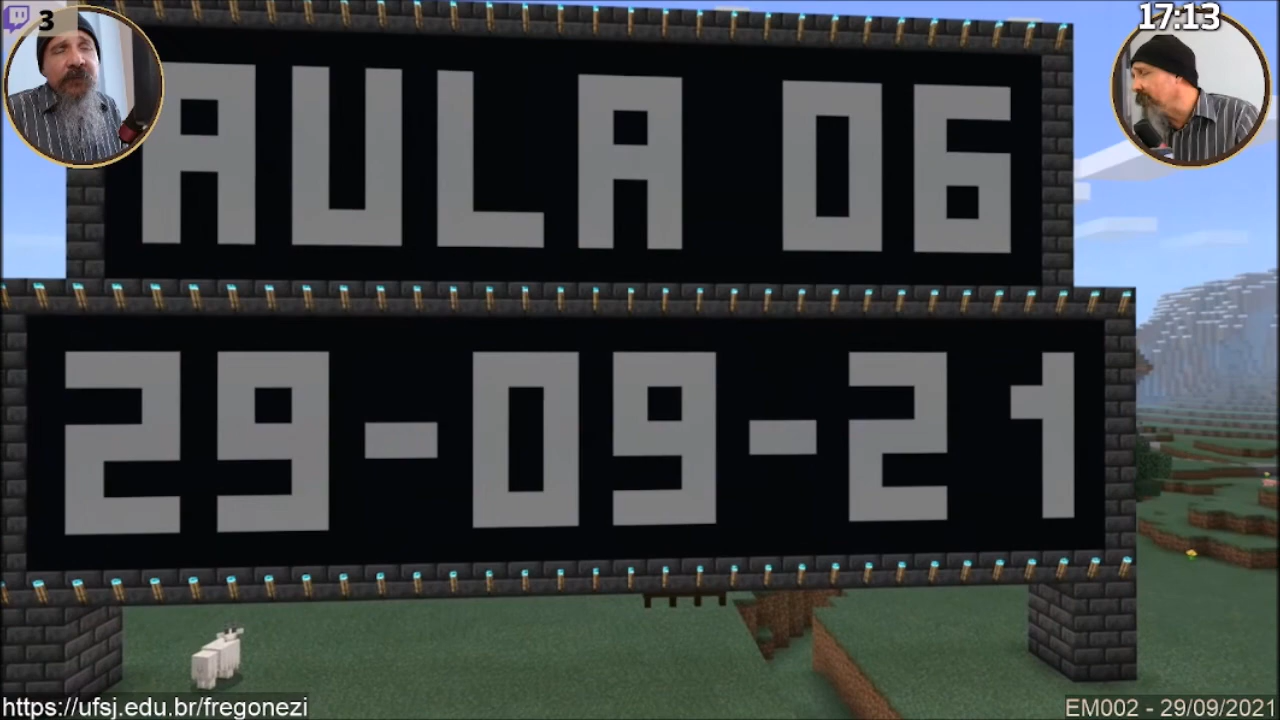 3
17:13
AULA 06
29-09-21
https://ufsj.edu.br/fregonezi
EM002 - 29/09/2021